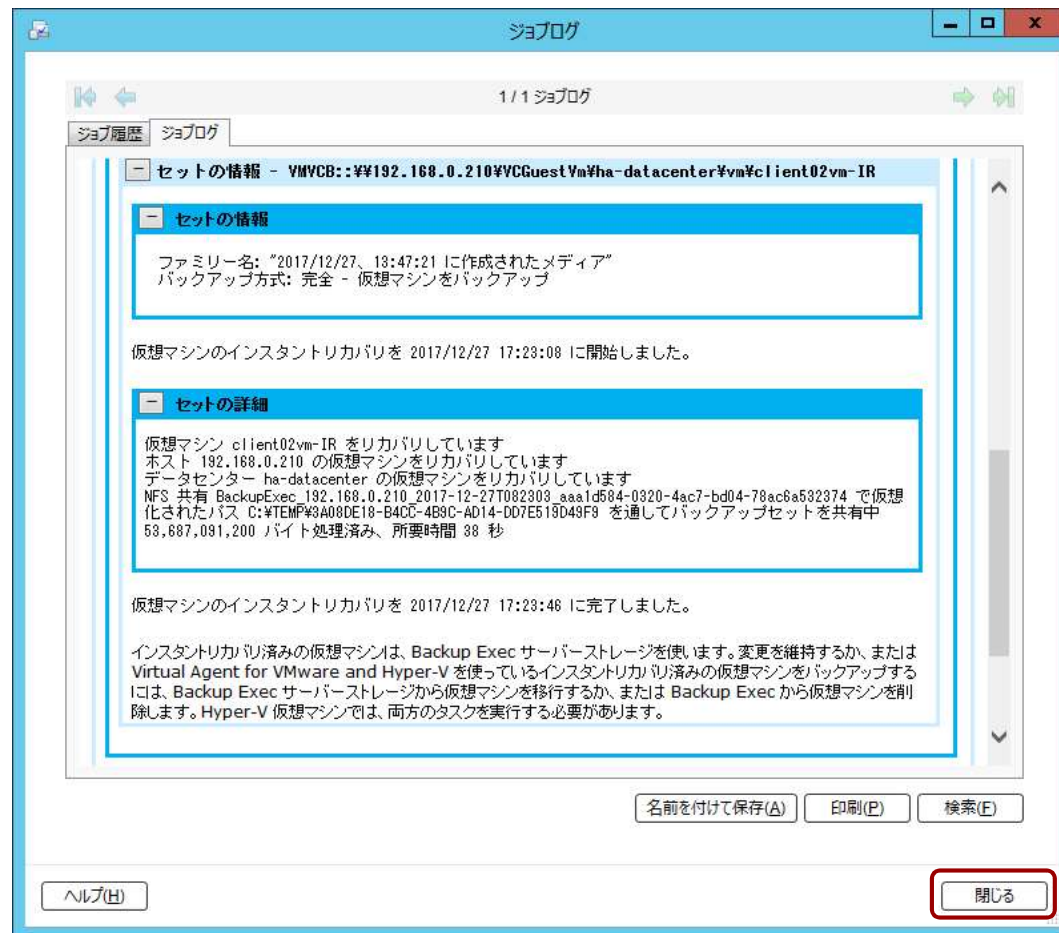 ジョブログ
1 / 1 ジョブログ
ジョブ履歴 ジョブログ
セットの情報 - VMVCB::¥¥192.168.0.210¥VCGuestVm¥ha-datacenter¥vm¥client02vm-IR
セットの情報
ファミリー名: "2017/12/27、13:47:21 に作成されたメディア"
バックアップ方式: 完全 - 仮想マシンをバックアップ
仮想マシンのインスタントリカバリを 2017/12/27 17:23:08 に開始しました。
セットの詳細
仮想マシン client02vm-IR をリカバリしています
ホスト 192.168.0.210 の仮想マシンをリカバリしています
データセンター ha-datacenter の仮想マシンをリカバリしています
NFS 共有 BackupExec_192.168.0.210_2017-12-27T082303_aaa1d584-0320-4ac7-bd04-78ac6a532374 で仮想
化されたパス C:¥TEMP¥3A08DE18-B4CC-4B9C-AD14-DD7E519D49F9 を通してバックアップセットを共有中
53,687,091,200 バイト処理済み、所要時間 38 秒
仮想マシンのインスタントリカバリを 2017/12/27 17:23:46 に完了しました。
インスタントリカバリ済みの仮想マシンは、Backup Exec サーバーストレージを使います。変更を維持するか、または
Virtual Agent for VMware and Hyper-V を使っているインスタントリカバリ済みの仮想マシンをバックアップする
には、Backup Exec サーバーストレージから仮想マシンを移行するか、または Backup Exec から仮想マシンを削
除します。Hyper-V 仮想マシンでは、両方のタスクを実行する必要があります。
名前を付けて保存(A) 印刷(P) 検索(F)
ヘルプ(H) 閉じる